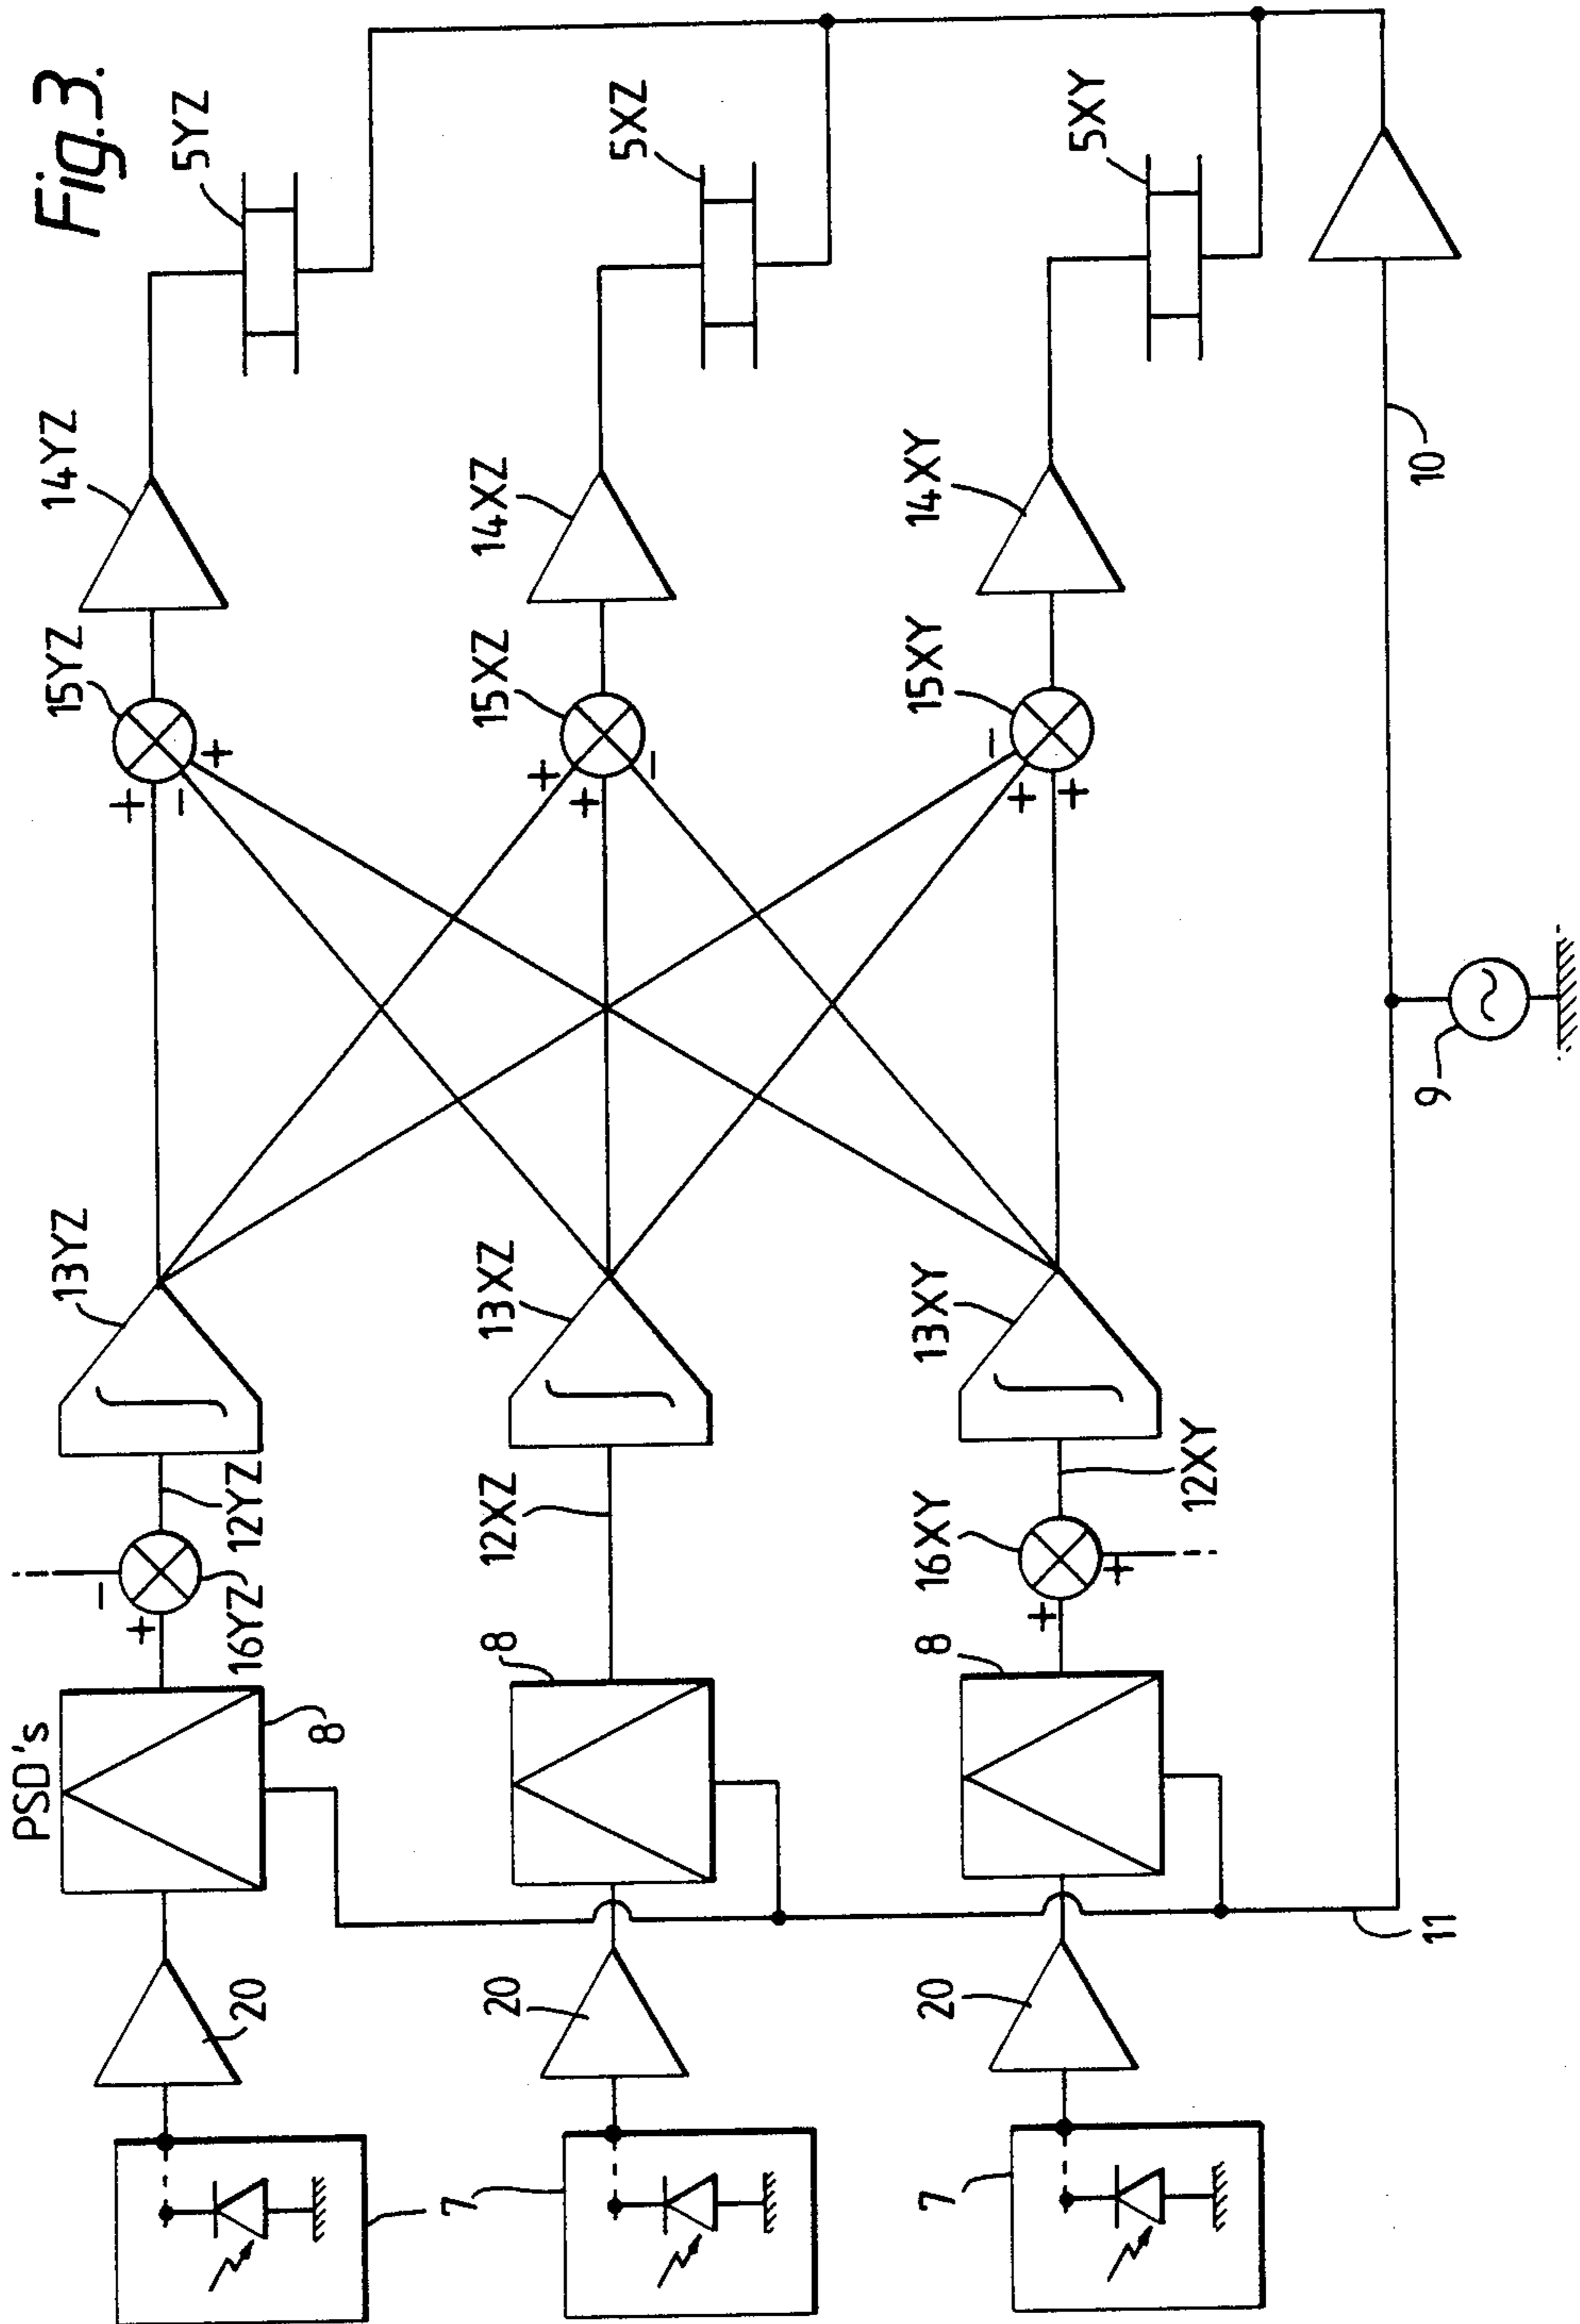 Fig.3.
PSD's
8
20
7
16YZ
12YZ
13YZ
15YZ
14YZ
5YZ
+
−
+
−
+
7
20
8
12XZ
13XZ
15XZ
14XZ
5XZ
+
+
−
7
20
8
16XY
12XY
13XY
15XY
14XY
5XY
+
+
−
+
+
11
9
10